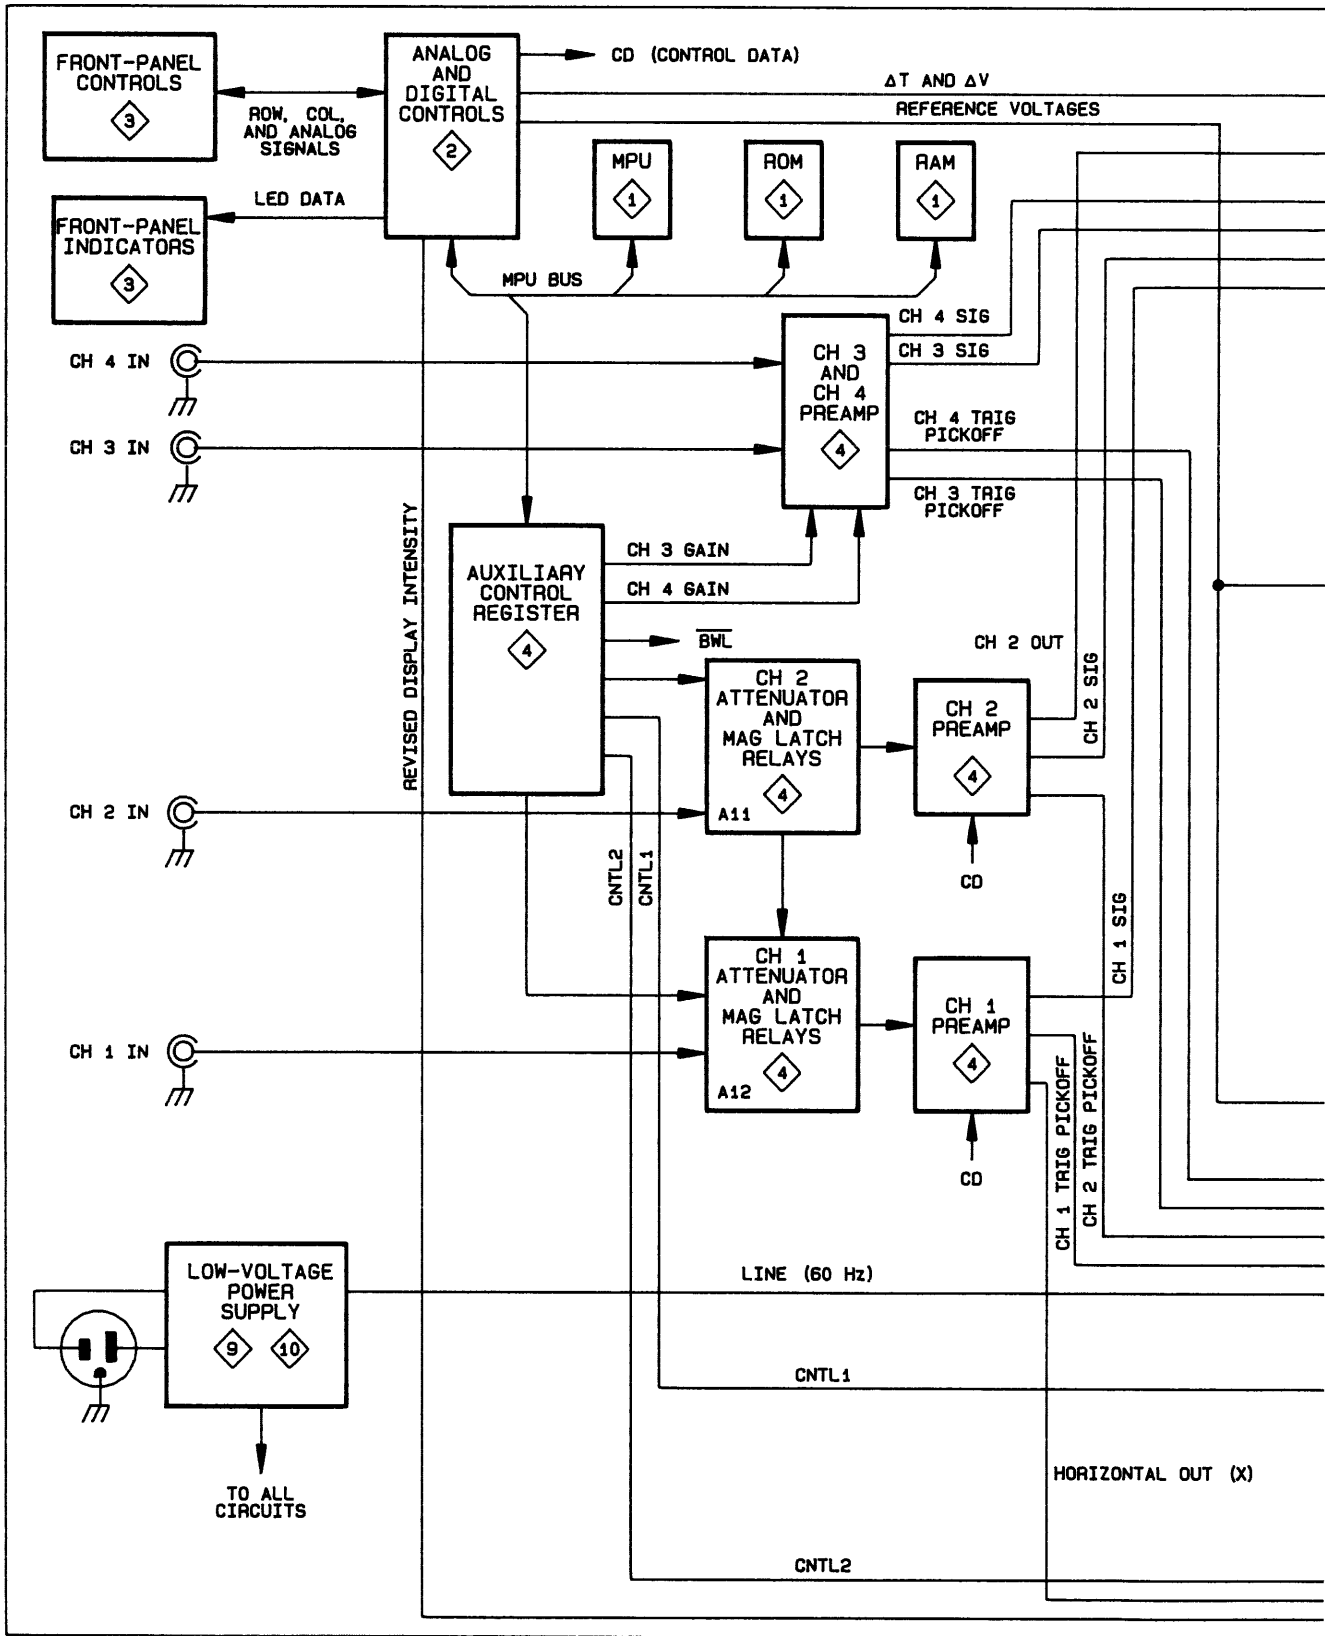 FRONT-PANEL
CONTROLS
3
ROW, COL,
AND ANALOG
SIGNALS
ANALOG
AND
DIGITAL
CONTROLS
2
CD (CONTROL DATA)
ΔT AND ΔV
REFERENCE VOLTAGES
MPU
1
ROM
1
RAM
1
LED DATA
FRONT-PANEL
INDICATORS
3
MPU BUS
CH 4 IN
CH 3 IN
CH 3
AND
CH 4
PREAMP
4
CH 4 SIG
CH 3 SIG
CH 4 TRIG
PICKOFF
CH 3 TRIG
PICKOFF
REVISED DISPLAY INTENSITY
AUXILIARY
CONTROL
REGISTER
4
CH 3 GAIN
CH 4 GAIN
BWL
CH 2 OUT
CH 2 SIG
CH 2
ATTENUATOR
AND
MAG LATCH
RELAYS
4
A11
CH 2
PREAMP
4
CD
CH 2 IN
CNTL2
CNTL1
CH 1 SIG
CH 1
ATTENUATOR
AND
MAG LATCH
RELAYS
4
A12
CH 1
PREAMP
4
CD
CH 1 IN
CH 1 TRIG PICKOFF
CH 2 TRIG PICKOFF
LOW-VOLTAGE
POWER
SUPPLY
9 10
LINE (60 Hz)
CNTL1
TO ALL
CIRCUITS
HORIZONTAL OUT (X)
CNTL2